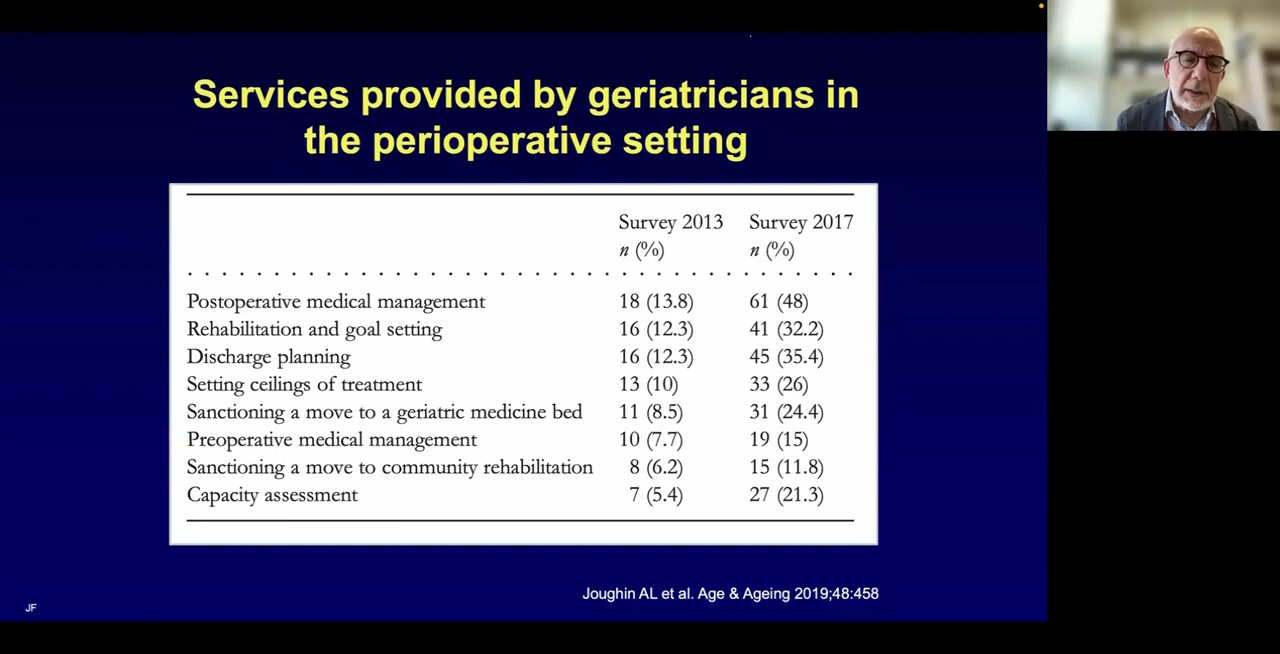 Services provided by geriatricians in
the perioperative setting
Survey 2013 Survey 2017
n (%) n (%)
Postoperative medical management 18 (13.8) 61 (48)
Rehabilitation and goal setting 16 (12.3) 41 (32.2)
Discharge planning 16 (12.3) 45 (35.4)
Setting ceilings of treatment 13 (10) 33 (26)
Sanctioning a move to a geriatric medicine bed 11 (8.5) 31 (24.4)
Preoperative medical management 10 (7.7) 19 (15)
Sanctioning a move to community rehabilitation 8 (6.2) 15 (11.8)
Capacity assessment 7 (5.4) 27 (21.3)
Joughin AL et al. Age & Ageing 2019;48:458
JF